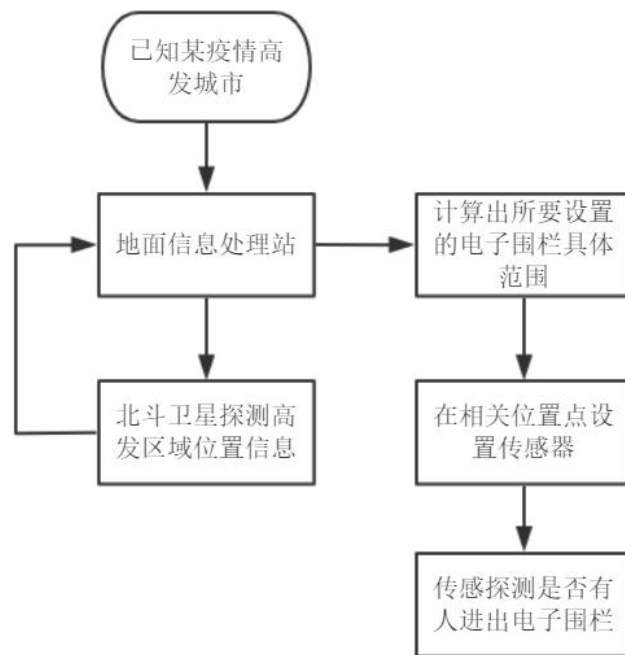 已知某疫情高
发城市
地面信息处理站
北斗卫星探测高
发区域位置信息
计算出所要设置
的电子围栏具体
范围
在相关位置点设
置传感器
传感探测是否有
人进出电子围栏